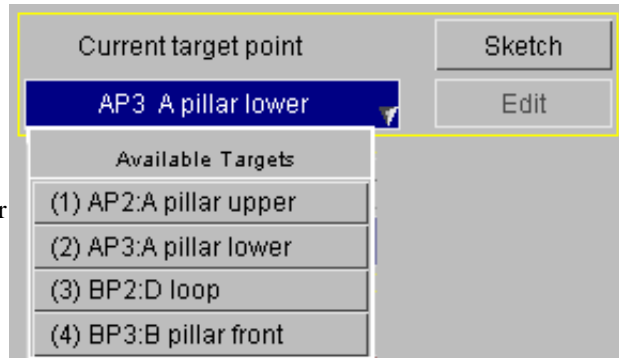 Current target point
Sketch
AP3 A pillar lower
Edit
Available Targets
(1) AP2:A pillar upper
r
(2) AP3:A pillar lower
(3) BP2:D loop
(4) BP3:B pillar front